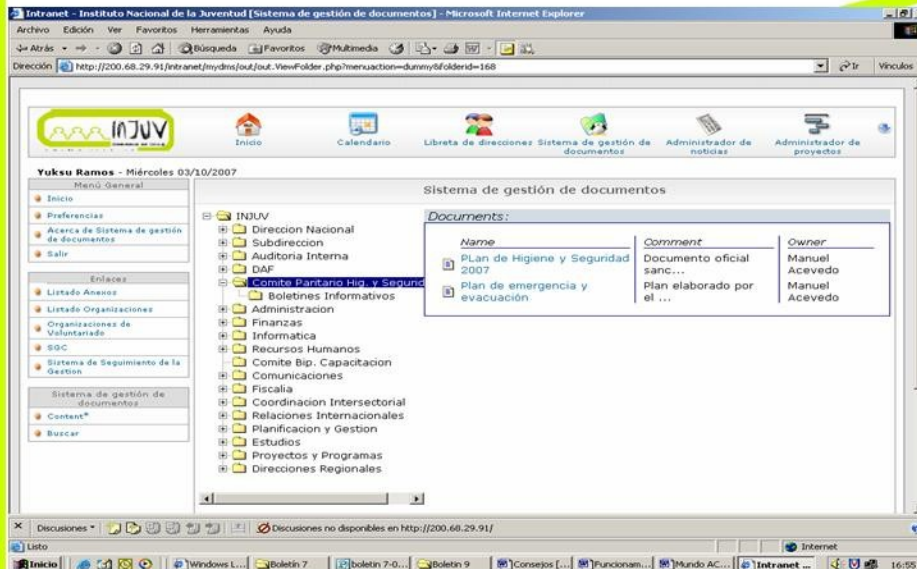 Intranet - Instituto Nacional de la Juventud [Sistema de gestión de documentos] - Microsoft Internet Explorer
Archivo Edición Ver Favoritos Herramientas Ayuda
Atrás Búsqueda Favoritos Multimedia
Dirección http://200.68.29.91/intranet/mydms/out/out.ViewFolder.php?menuaction=dummy&folderid=168 Ir Vínculos
INJUV
Inicio Calendario Libreta de direcciones Sistema de gestión de documentos Administrador de noticias Administrador de proyectos
Yuksu Ramos - Miércoles 03/10/2007
Menú General
Inicio
Preferencias
Acerca de Sistema de gestión
de documentos
Salir
Enlaces
Listado Anexos
Listado Organizaciones
Organizaciones de
Voluntariado
SGC
Sistema de Seguimiento de la
Gestion
Sistema de gestión de
documentos
Content*
Buscar
Sistema de gestión de documentos
INJUV
Direccion Nacional
Subdireccion
Auditoria Interna
DAF
Comite Paritario Hig. y Segurid
Boletines Informativos
Administracion
Finanzas
Informatica
Recursos Humanos
Comite Bip. Capacitacion
Comunicaciones
Fiscalia
Coordinacion Intersectorial
Relaciones Internacionales
Planificacion y Gestion
Estudios
Proyectos y Programas
Direcciones Regionales
Documents:
Name Comment Owner
PLan de Higiene y Seguridad Documento oficial Manuel
2007 sanc... Acevedo
Plan de emergencia y Plan elaborado por Manuel
evacuación el ... Acevedo
Discusiones Discusiones no disponibles en http://200.68.29.91/
Listo Internet
Inicio Windows L... Boletín 7 boletin 7-0... Boletin 9 Consejos [... Funcionam... Mundo AC... Intranet ... 16:55